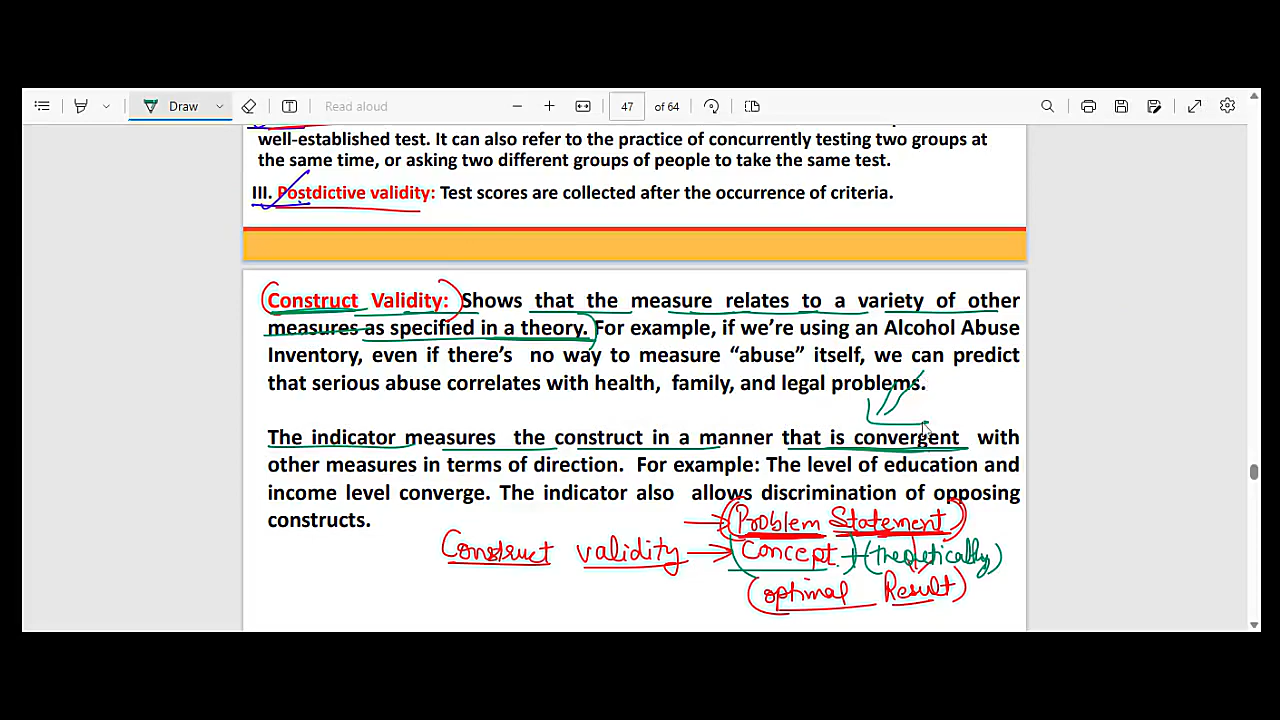 Draw
Read aloud
47 of 64
well-established test. It can also refer to the practice of concurrently testing two groups at
the same time, or asking two different groups of people to take the same test.
III. Postdictive validity: Test scores are collected after the occurrence of criteria.
Construct Validity: Shows that the measure relates to a variety of other
measures as specified in a theory. For example, if we're using an Alcohol Abuse
Inventory, even if there's no way to measure “abuse” itself, we can predict
that serious abuse correlates with health, family, and legal problems.
The indicator measures the construct in a manner that is convergent with
other measures in terms of direction. For example: The level of education and
income level converge. The indicator also allows discrimination of opposing
constructs.
Problem Statement
Construct validity → Concept + (theoretically)
(optimal Result)